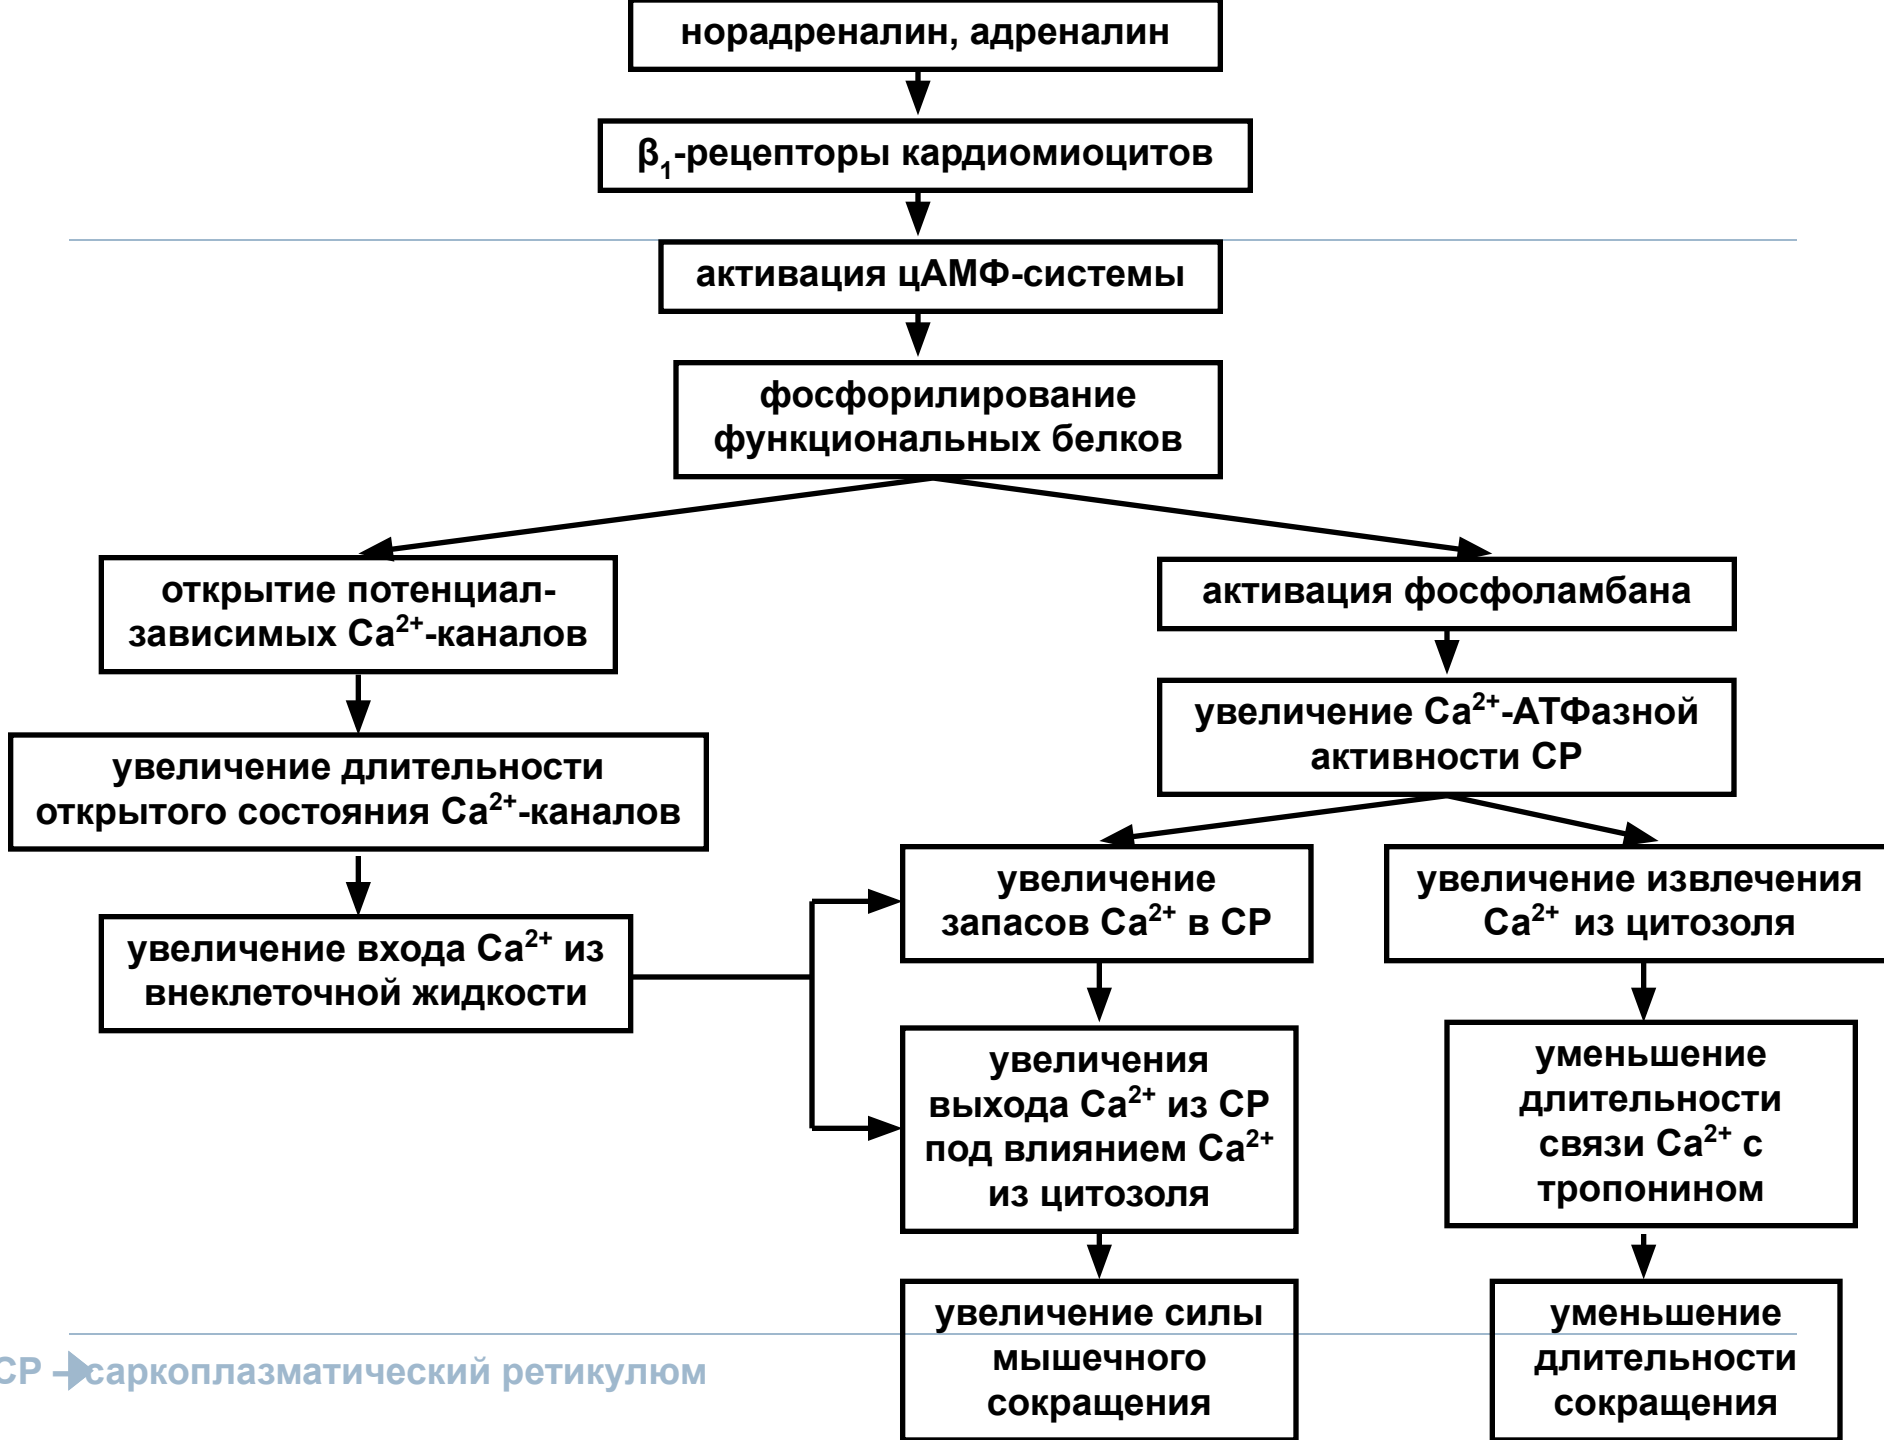 норадреналин, адреналин
β₁-рецепторы кардиомиоцитов
активация цАМФ-системы
фосфорилирование
функциональных белков
открытие потенциал-
зависимых Ca²⁺-каналов
увеличение длительности
открытого состояния Ca²⁺-каналов
увеличение входа Ca²⁺ из
внеклеточной жидкости
активация фосфоламбана
увеличение Ca²⁺-АТФазной
активности СР
увеличение
запасов Ca²⁺ в СР
увеличения
выхода Ca²⁺ из СР
под влиянием Ca²⁺
из цитозоля
увеличение силы
мышечного
сокращения
увеличение извлечения
Ca²⁺ из цитозоля
уменьшение
длительности
связи Ca²⁺ с
тропонином
уменьшение
длительности
сокращения
СР – саркоплазматический ретикулюм